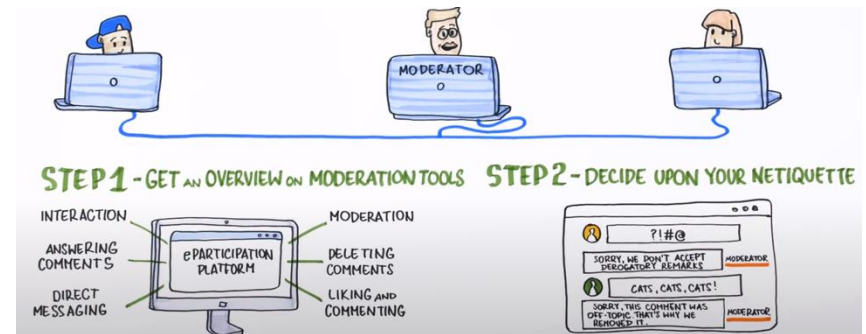 MODERATOR
STEP 1 - GET AN OVERVIEW ON MODERATION TOOLS
INTERACTION
ANSWERING
COMMENTS
DIRECT
MESSAGING
ePARTICIPATION
PLATFORM
MODERATION
DELETING
COMMENTS
LIKING AND
COMMENTING
STEP 2 - DECIDE UPON YOUR NETIQUETTE
?!#@
SORRY, WE DON'T ACCEPT
DEROGATORY REMARKS
MODERATOR
CATS, CATS, CATS!
SORRY, THIS COMMENT WAS
OFF-TOPIC. THAT'S WHY WE
REMOVED IT.
MODERATOR